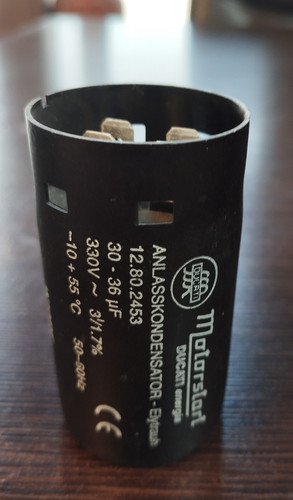 DUCATI
Motorstart
DUCATI energia
ANLASSKONDENSATOR -
12.80.2453
30 - 36 µF
330V ~ 3/1.7%
-10 + 55 °C 50-60Hz
CE